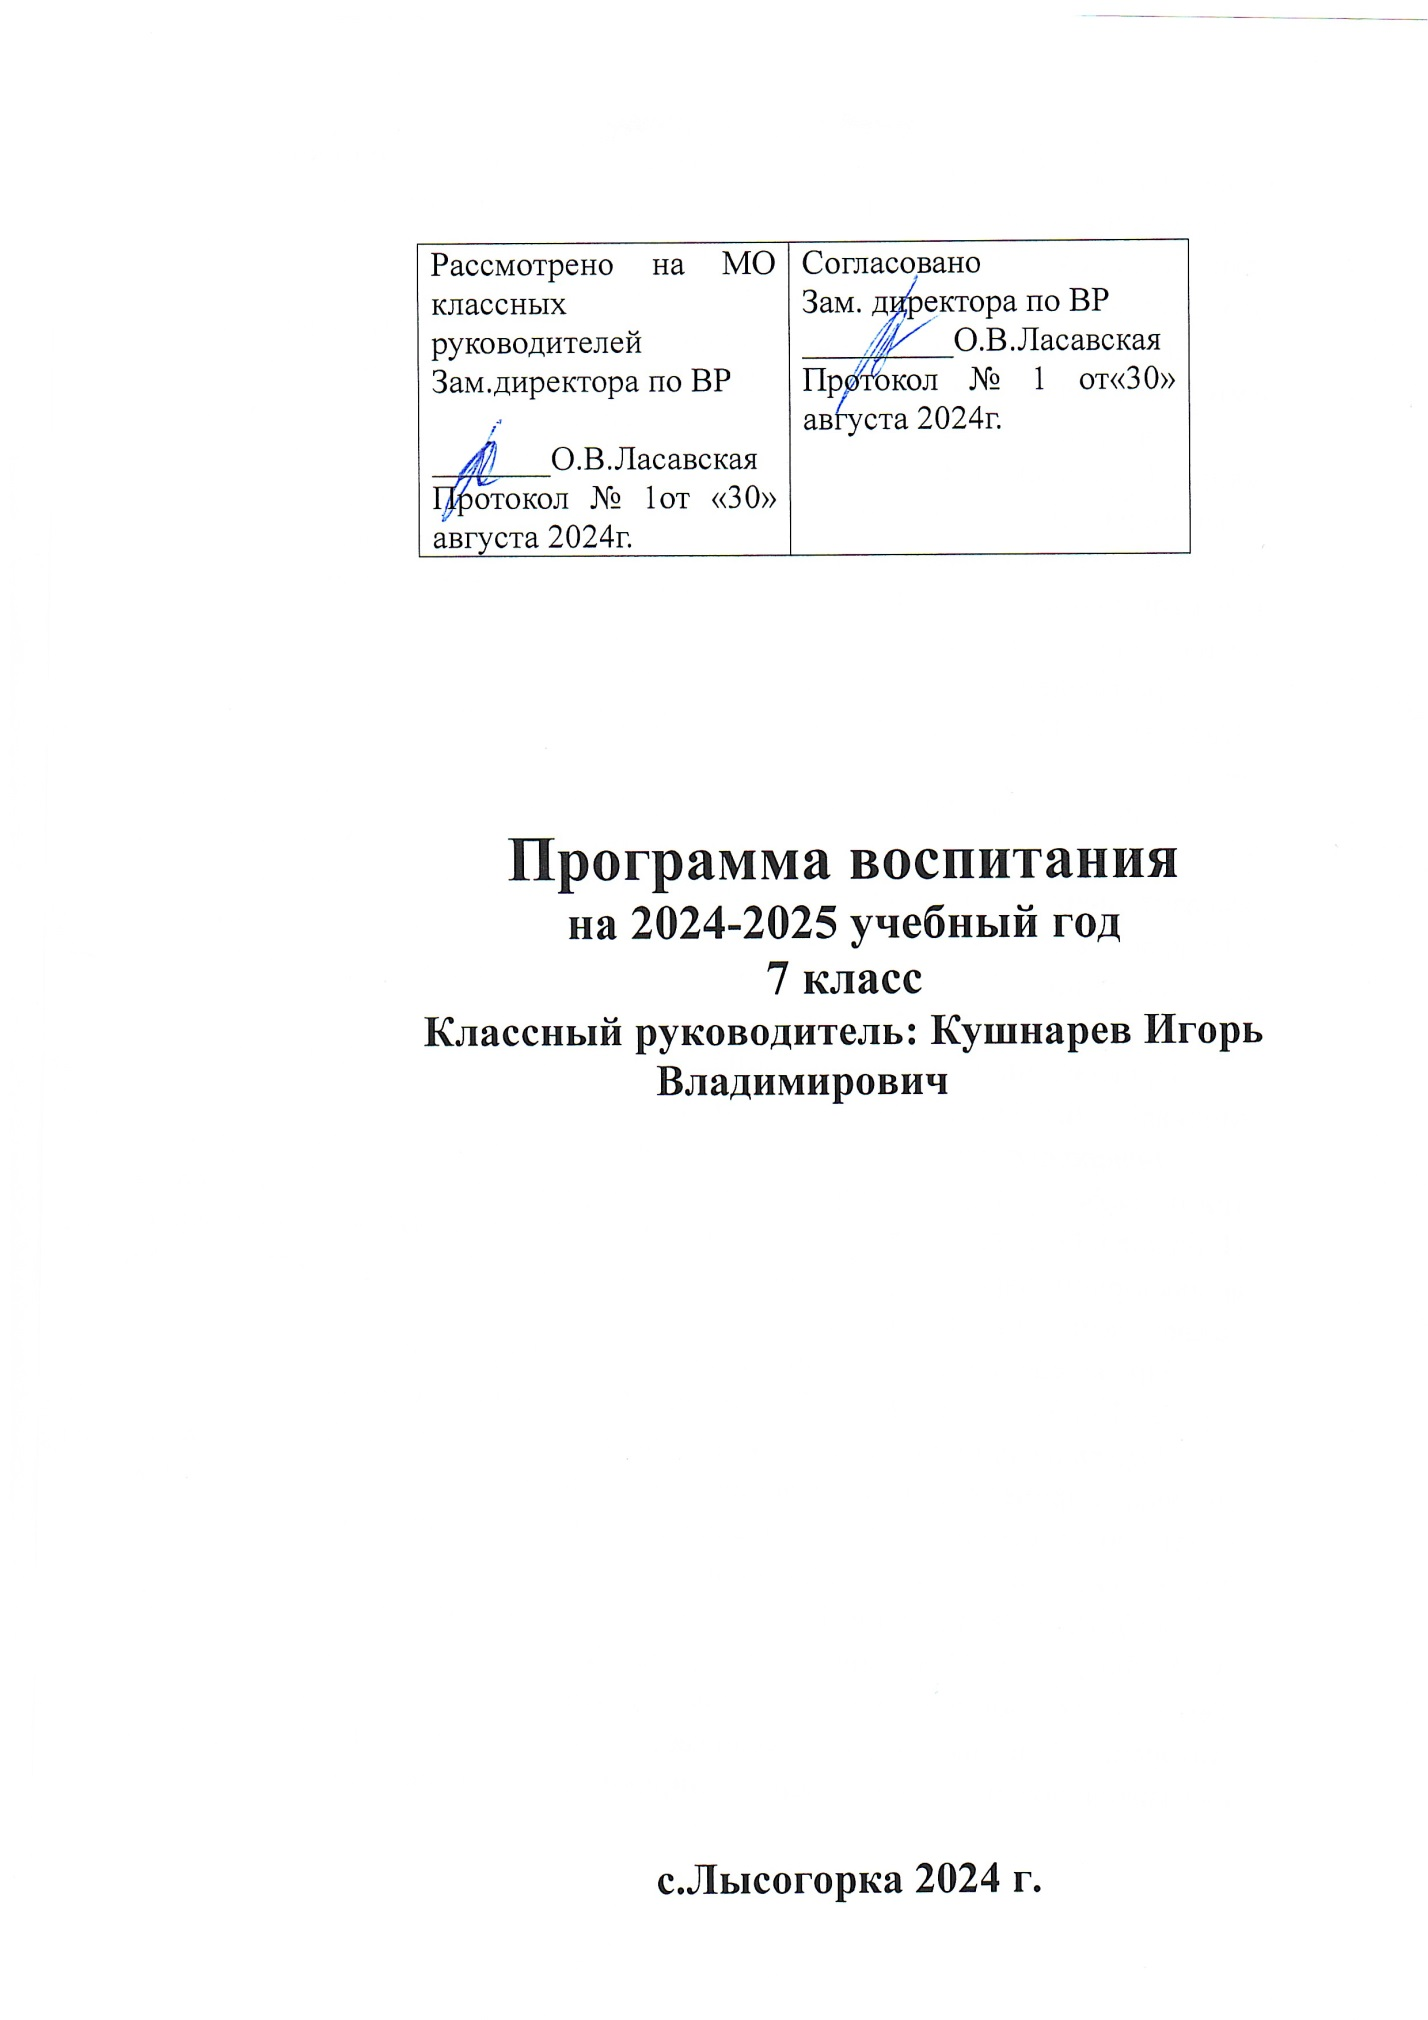 Рассмотрено на МО
классных
руководителей
Зам.директора по ВР
_______О.В.Ласавская
Протокол № 1от «30»
августа 2024г.
Согласовано
Зам. директора по ВР
_________О.В.Ласавская
Протокол № 1 от«30»
августа 2024г.
Программа воспитания
на 2024-2025 учебный год
7 класс
Классный руководитель: Кушнарев Игорь
Владимирович
с.Лысогорка 2024 г.